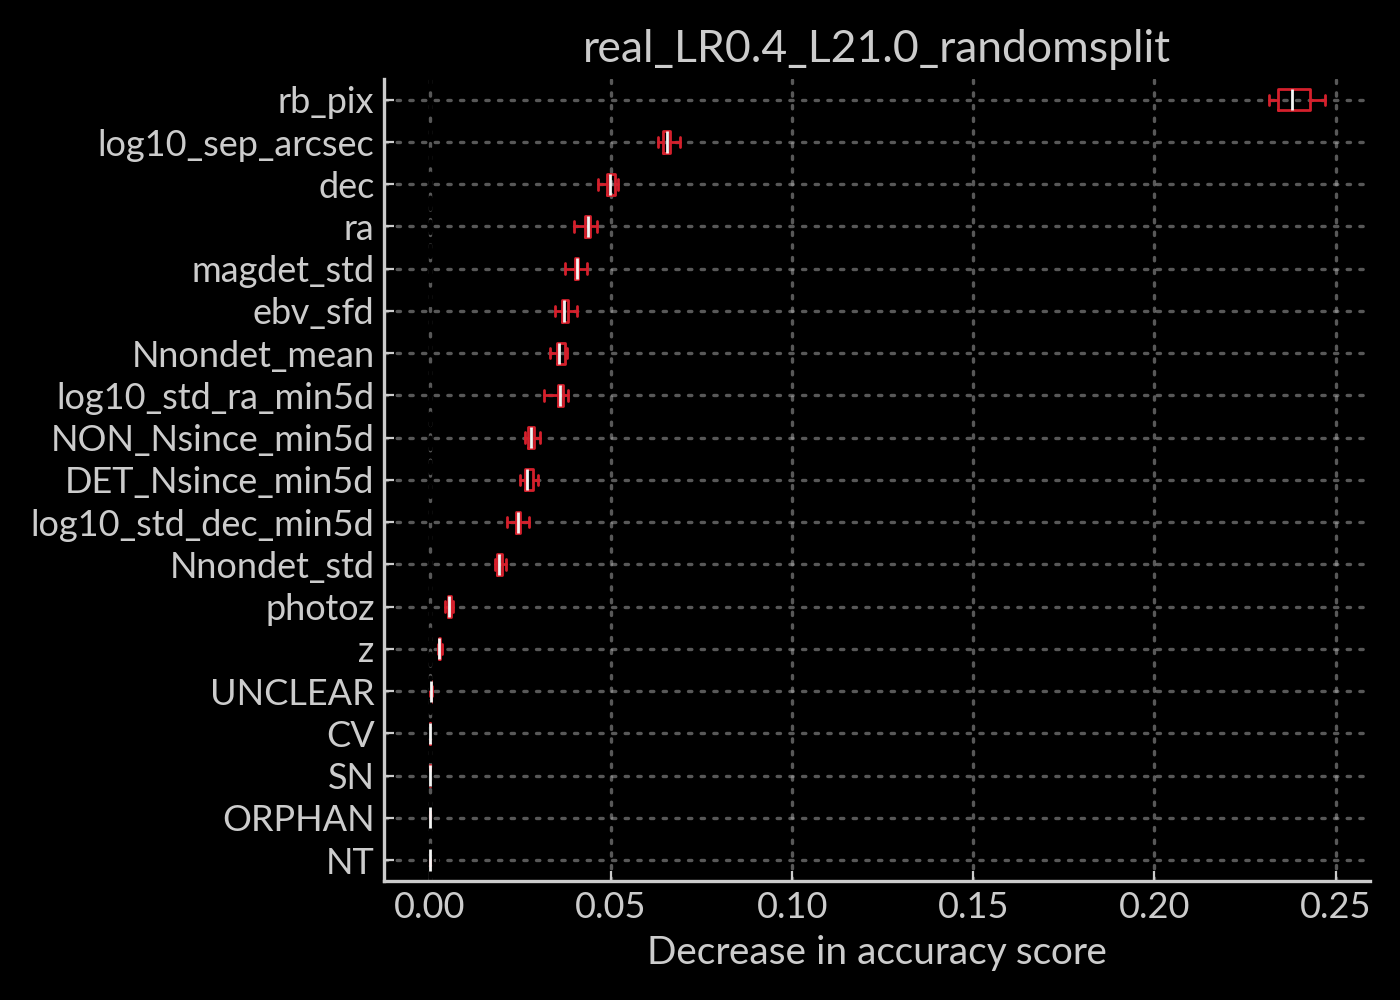 real_LR0.4_L21.0_randomsplit
rb_pix
log10_sep_arcsec
dec
ra
magdet_std
ebv_sfd
Nnondet_mean
log10_std_ra_min5d
NON_Nsince_min5d
DET_Nsince_min5d
log10_std_dec_min5d
Nnondet_std
photoz
z
UNCLEAR
CV
SN
ORPHAN
NT
0.00 0.05 0.10 0.15 0.20 0.25
Decrease in accuracy score